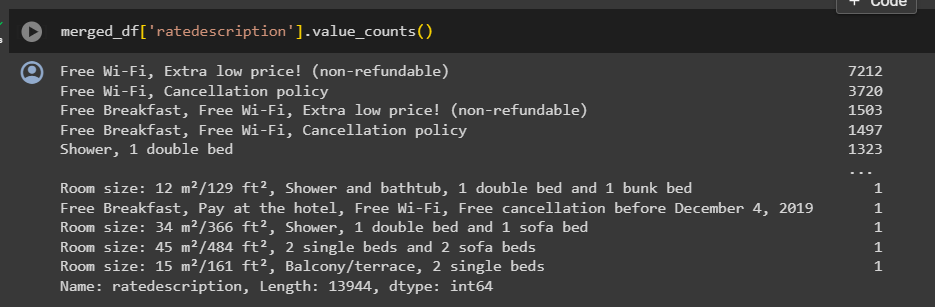 + Code
merged_df['ratedescription'].value_counts()
Free Wi-Fi, Extra low price! (non-refundable) 7212
Free Wi-Fi, Cancellation policy 3720
Free Breakfast, Free Wi-Fi, Extra low price! (non-refundable) 1503
Free Breakfast, Free Wi-Fi, Cancellation policy 1497
Shower, 1 double bed 1323
...
Room size: 12 m²/129 ft², Shower and bathtub, 1 double bed and 1 bunk bed 1
Free Breakfast, Pay at the hotel, Free Wi-Fi, Free cancellation before December 4, 2019 1
Room size: 34 m²/366 ft², Shower, 1 double bed and 1 sofa bed 1
Room size: 45 m²/484 ft², 2 single beds and 2 sofa beds 1
Room size: 15 m²/161 ft², Balcony/terrace, 2 single beds 1
Name: ratedescription, Length: 13944, dtype: int64